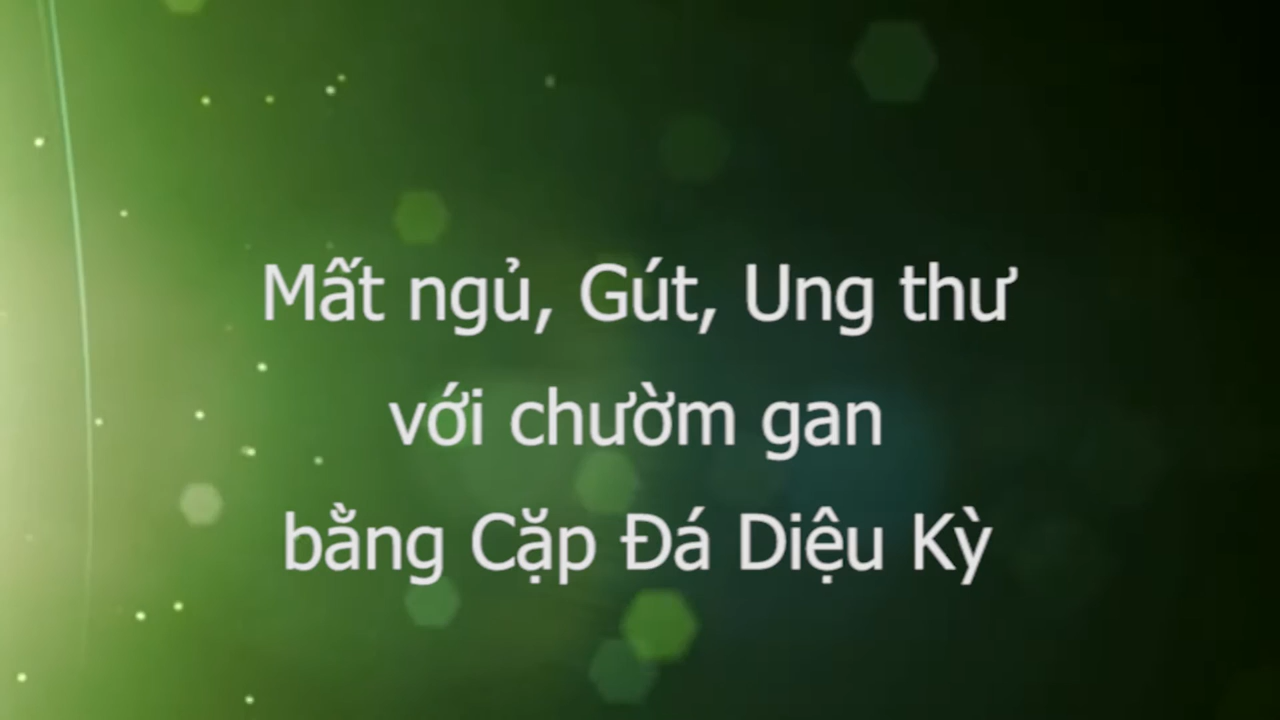 Mất ngủ, Gút, Ung thư
với chườm gan
bằng Cặp Đá Diệu Kỳ